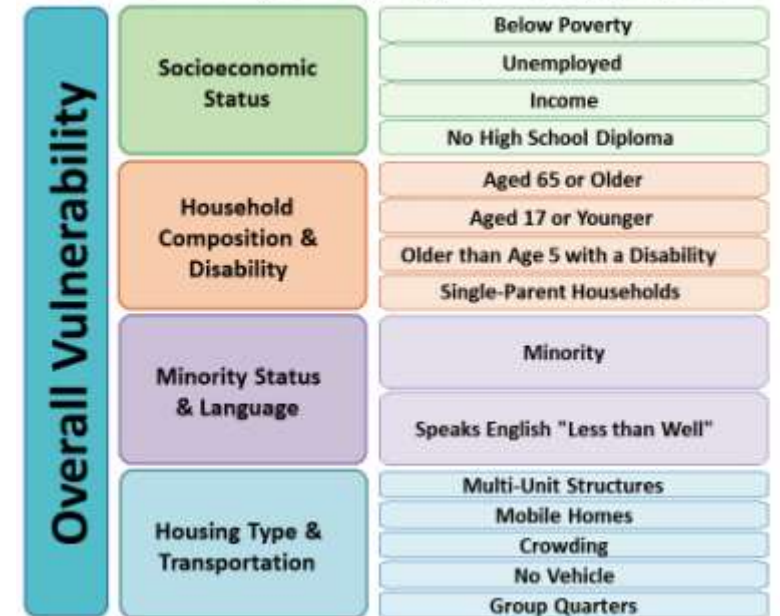 Overall Vulnerability
Socioeconomic
Status
Below Poverty
Unemployed
Income
No High School Diploma
Household
Composition &
Disability
Aged 65 or Older
Aged 17 or Younger
Older than Age 5 with a Disability
Single-Parent Households
Minority Status
& Language
Minority
Speaks English "Less than Well"
Housing Type &
Transportation
Multi-Unit Structures
Mobile Homes
Crowding
No Vehicle
Group Quarters